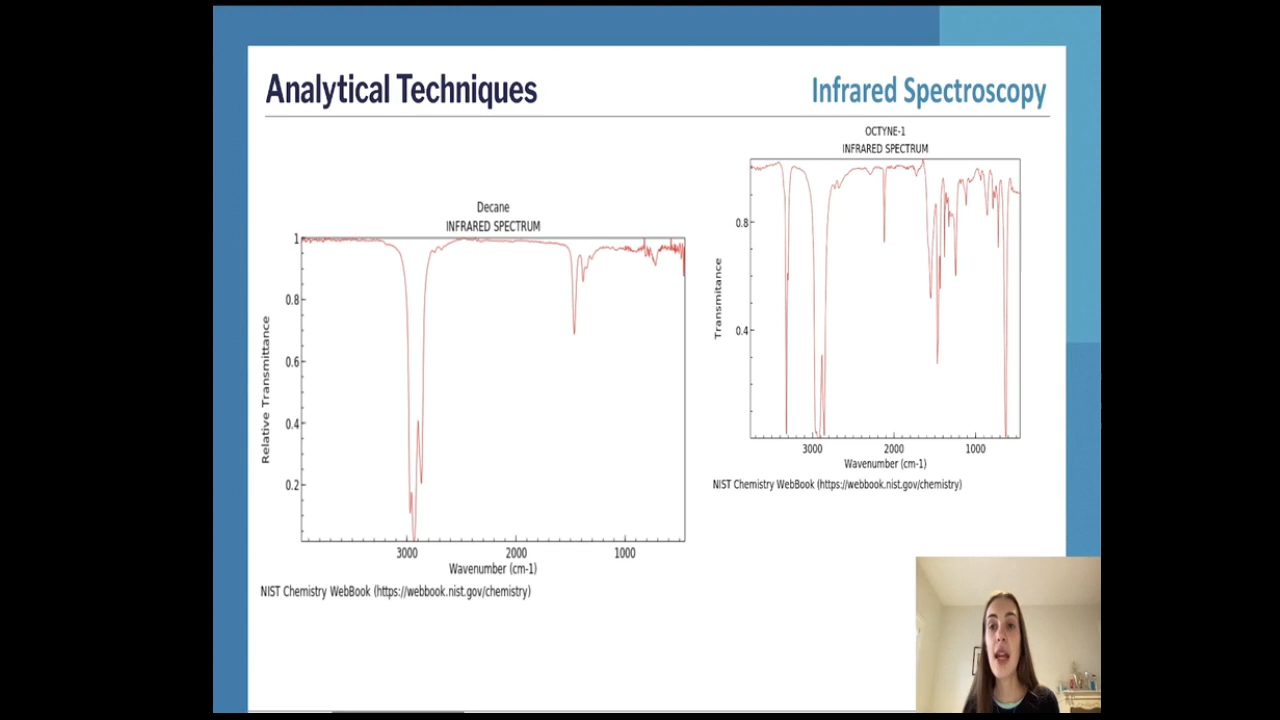 Analytical Techniques
Infrared Spectroscopy
Decane
INFRARED SPECTRUM
1
0.8
0.6
0.4
0.2
Relative Transmittance
3000 2000 1000
Wavenumber (cm-1)
NIST Chemistry WebBook (https://webbook.nist.gov/chemistry)
OCTYNE-1
INFRARED SPECTRUM
0.8
0.4
Transmitance
3000 2000 1000
Wavenumber (cm-1)
NIST Chemistry WebBook (https://webbook.nist.gov/chemistry)